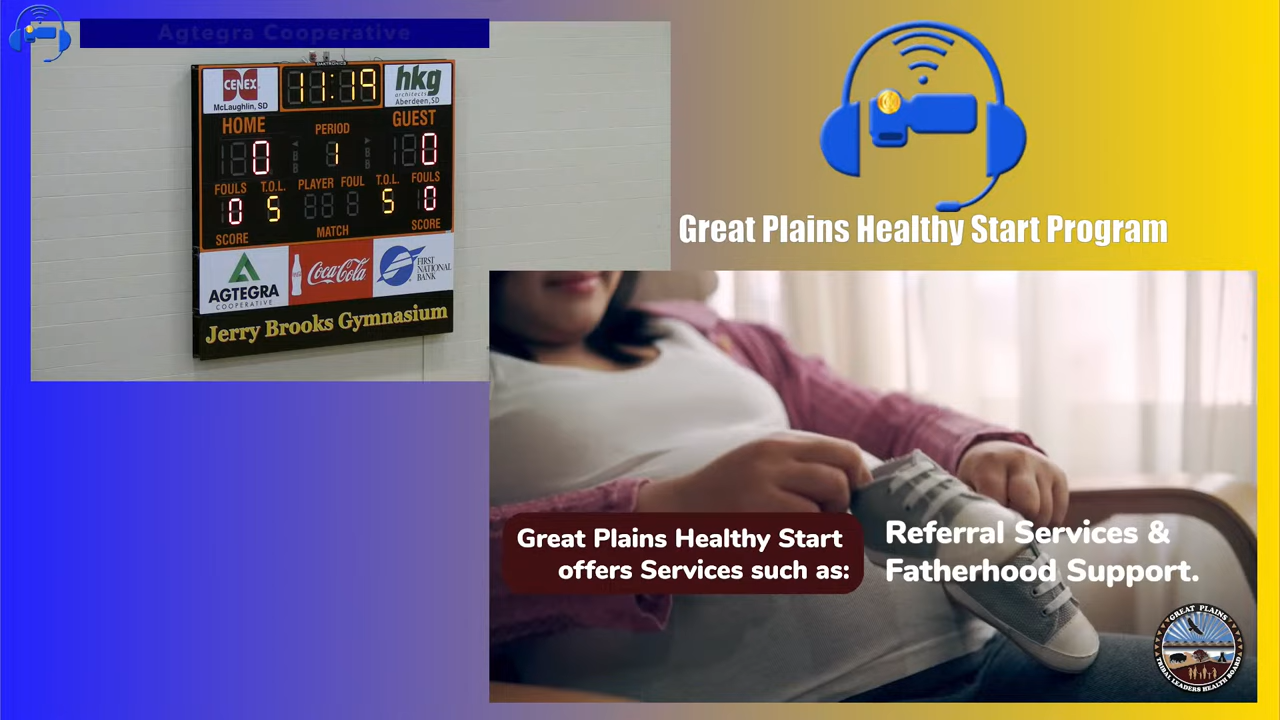 Agtegra Cooperative
DAKTRONICS
CENEX
McLaughlin, SD
11:19
hkg
architects
Aberdeen, SD
HOME
PERIOD
GUEST
0
1
0
FOULS
T.O.L.
PLAYER
FOUL
T.O.L.
FOULS
0
5
5
0
SCORE
MATCH
SCORE
AGTEGRA
COOPERATIVE
Coca-Cola
FIRST
NATIONAL
BANK
Jerry Brooks Gymnasium
Great Plains Healthy Start Program
Great Plains Healthy Start
offers Services such as:
Referral Services &
Fatherhood Support.
GREAT PLAINS
TRIBAL LEADERS HEALTH BOARD